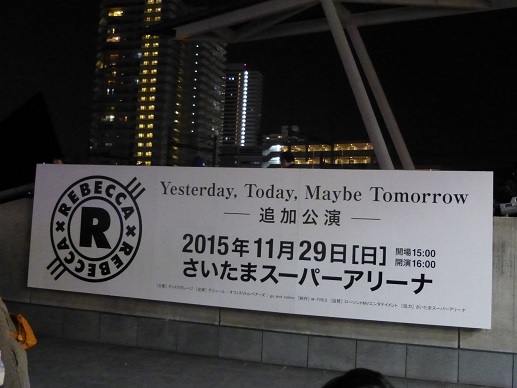 REBECCA × REBECCA ×
R
Yesterday, Today, Maybe Tomorrow
追加公演
2015年11月29日[日] 開場15:00
開演16:00
さいたまスーパーアリーナ